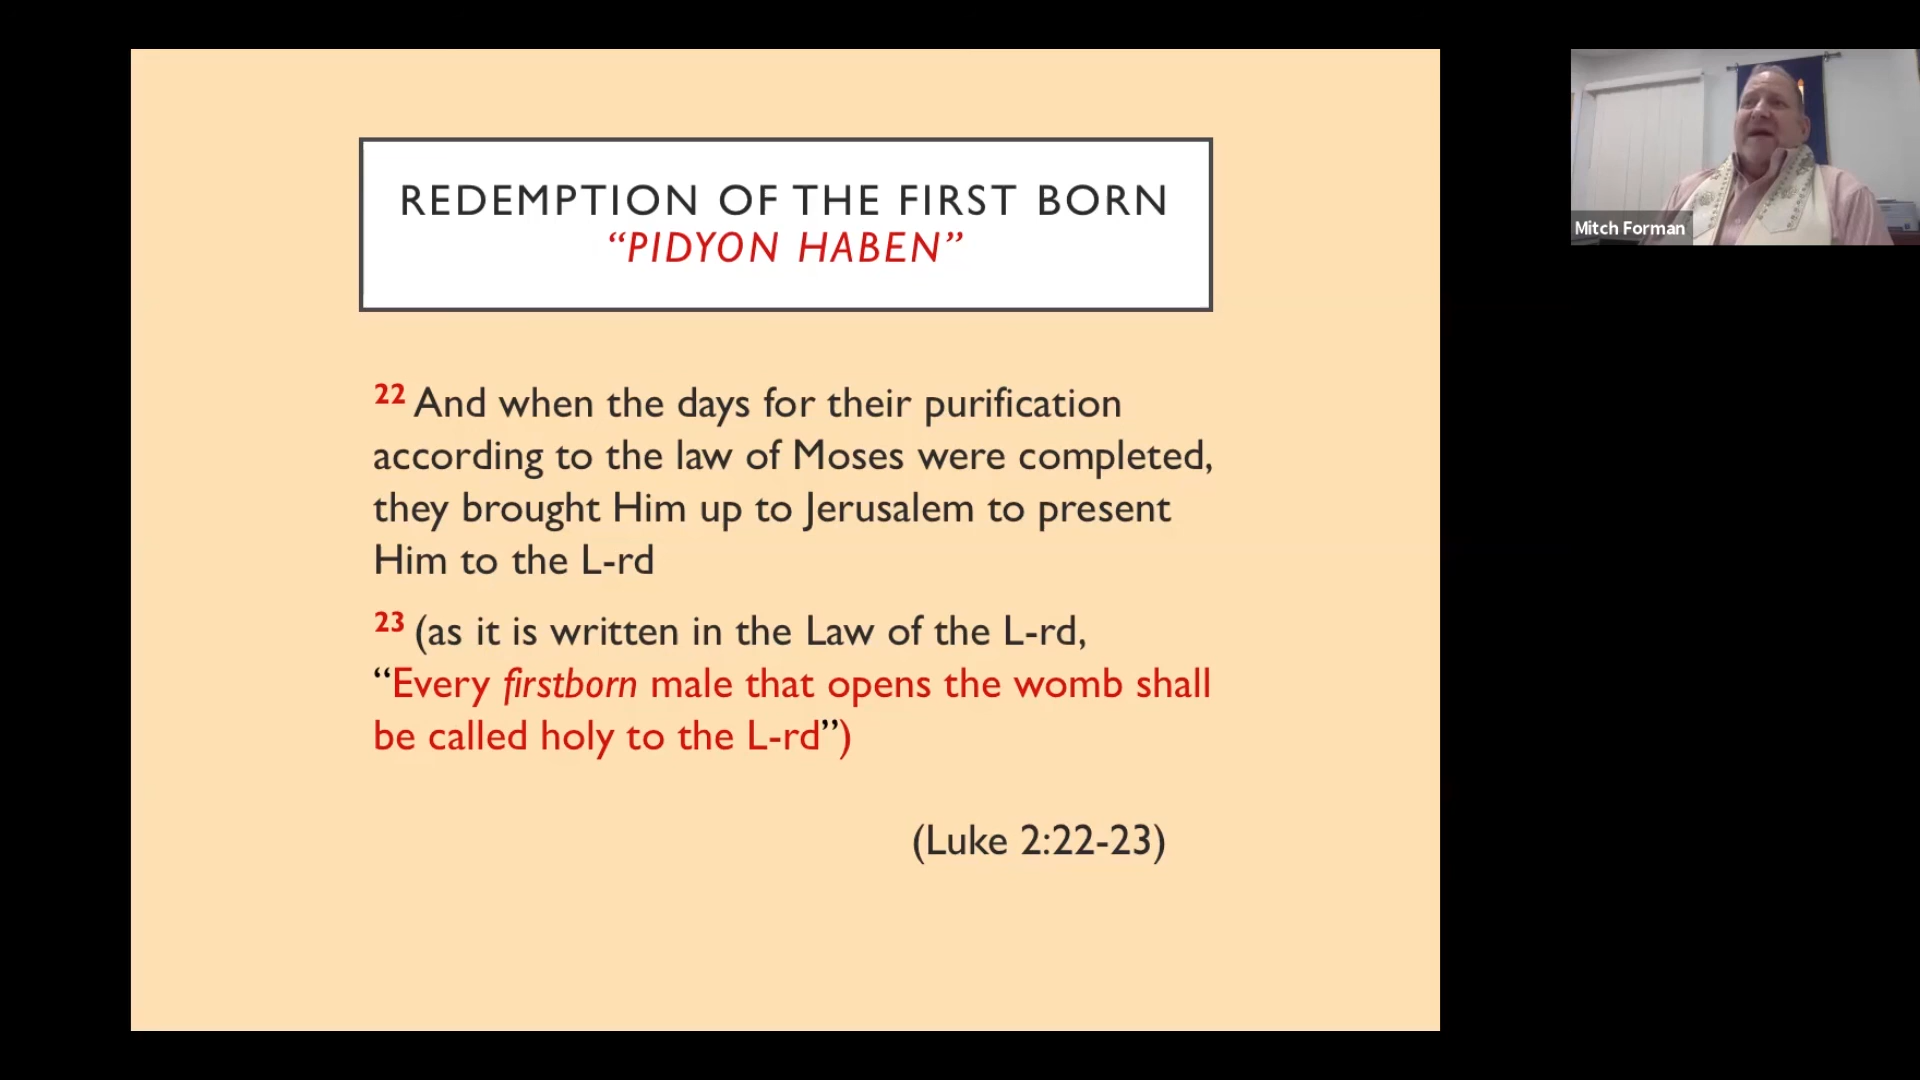 REDEMPTION OF THE FIRST BORN
“PIDYON HABEN”
22 And when the days for their purification
according to the law of Moses were completed,
they brought Him up to Jerusalem to present
Him to the L-rd
23 (as it is written in the Law of the L-rd,
“Every firstborn male that opens the womb shall
be called holy to the L-rd”)
(Luke 2:22-23)
Mitch Forman